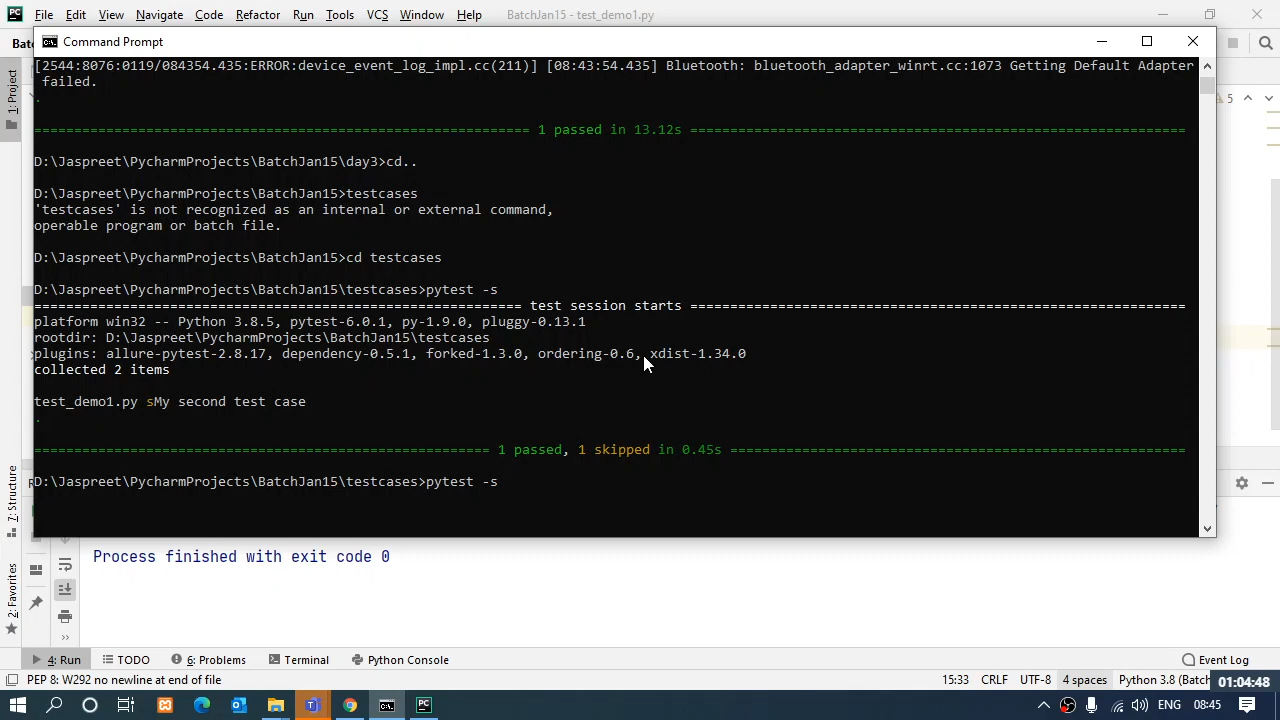 File Edit View Navigate Code Refactor Run Tools VCS Window Help BatchJan15 - test_demo1.py
Batc
Command Prompt
[2544:8076:0119/084354.435:ERROR:device_event_log_impl.cc(211)] [08:43:54.435] Bluetooth: bluetooth_adapter_winrt.cc:1073 Getting Default Adapter
failed.
.
1 passed in 13.12s
D:\Jaspreet\PycharmProjects\BatchJan15\day3>cd..
D:\Jaspreet\PycharmProjects\BatchJan15>testcases
'testcases' is not recognized as an internal or external command,
operable program or batch file.
D:\Jaspreet\PycharmProjects\BatchJan15>cd testcases
D:\Jaspreet\PycharmProjects\BatchJan15\testcases>pytest -s
test session starts
platform win32 -- Python 3.8.5, pytest-6.0.1, py-1.9.0, pluggy-0.13.1
rootdir: D:\Jaspreet\PycharmProjects\BatchJan15\testcases
plugins: allure-pytest-2.8.17, dependency-0.5.1, forked-1.3.0, ordering-0.6, xdist-1.34.0
collected 2 items
test_demo1.py sMy second test case
.
1 passed, 1 skipped in 0.45s
D:\Jaspreet\PycharmProjects\BatchJan15\testcases>pytest -s
1: Project
5
7: Structure
2: Favorites
Process finished with exit code 0
4: Run TODO 6: Problems Terminal Python Console Event Log
PEP 8: W292 no newline at end of file 15:33 CRLF UTF-8 4 spaces Python 3.8 (Batch
01:04:48
ENG 08:45